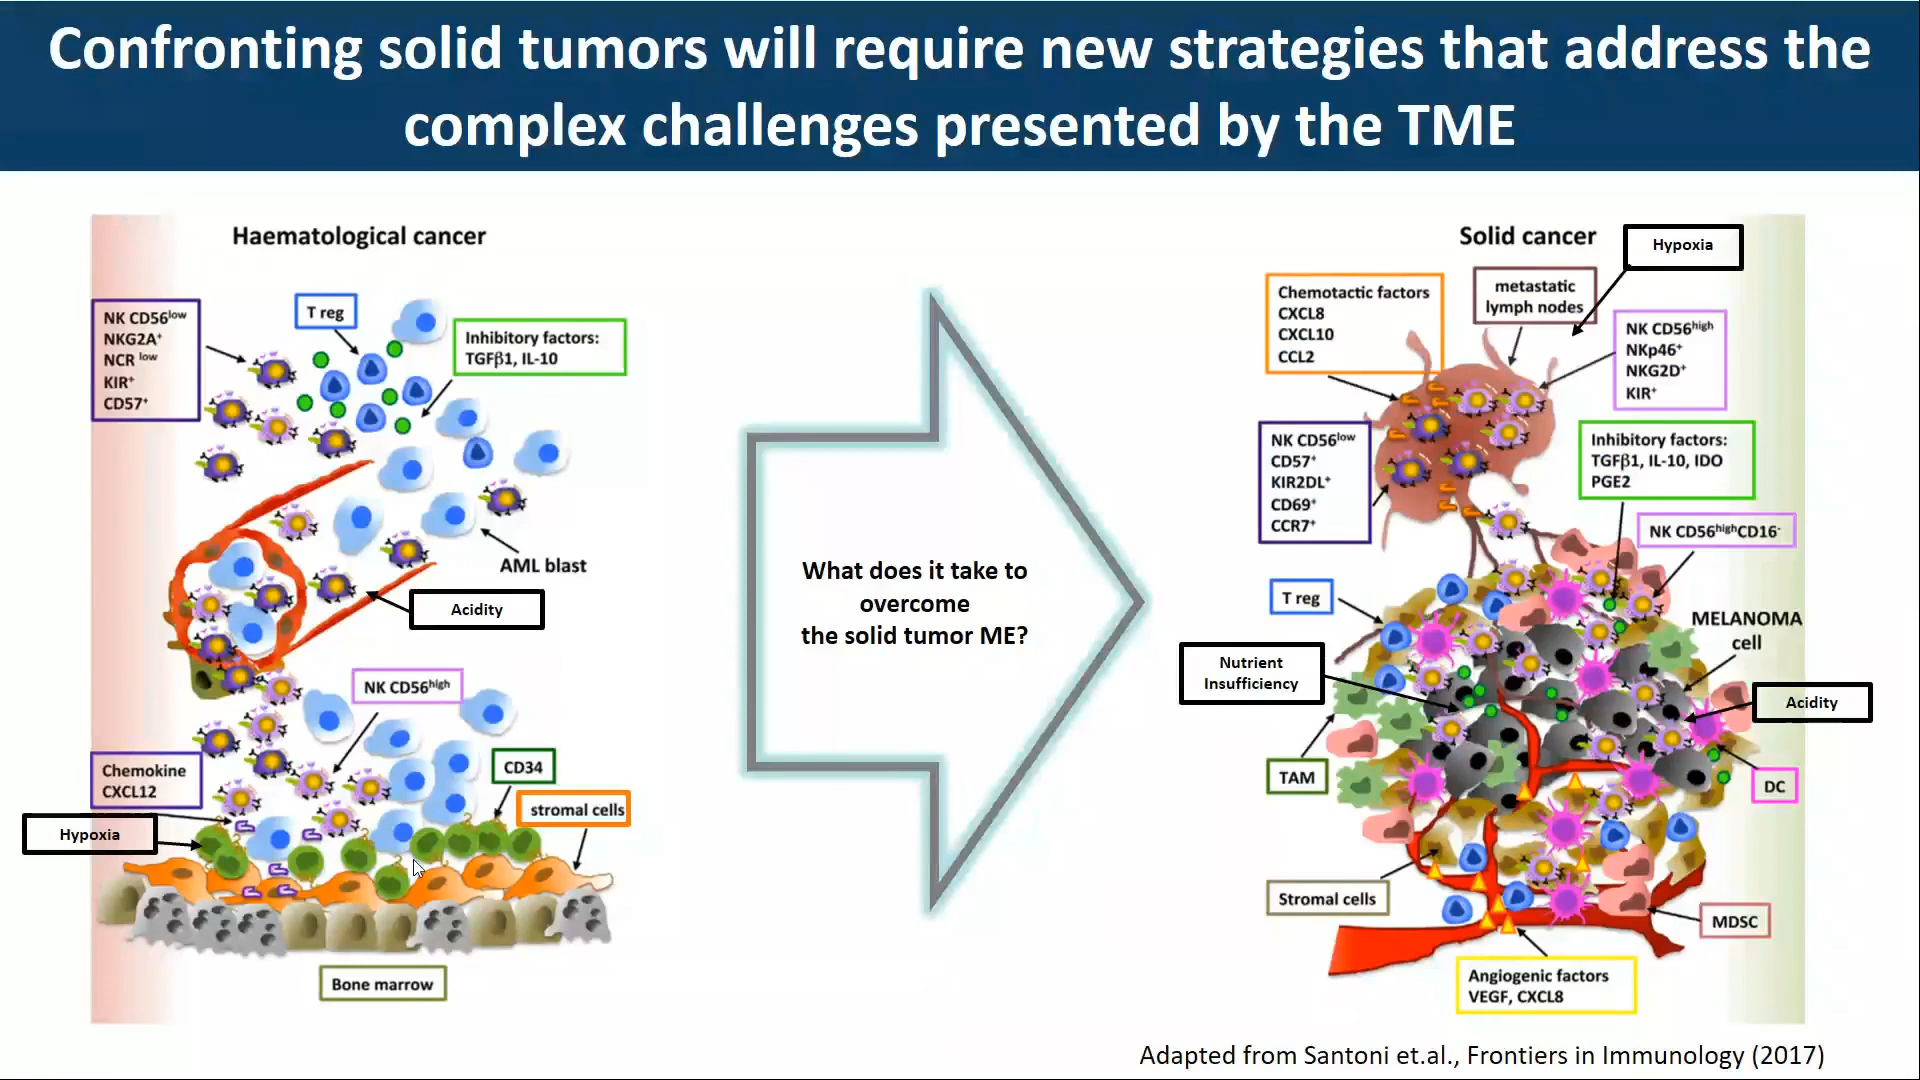 Confronting solid tumors will require new strategies that address the
complex challenges presented by the TME
Haematological cancer
NK CD56low
NKG2A+
NCR low
KIR+
CD57+
T reg
Inhibitory factors:
TGFβ1, IL-10
AML blast
Acidity
NK CD56high
Chemokine
CXCL12
CD34
stromal cells
Hypoxia
Bone marrow
What does it take to
overcome
the solid tumor ME?
Solid cancer
Hypoxia
Chemotactic factors
CXCL8
CXCL10
CCL2
metastatic
lymph nodes
NK CD56high
NKp46+
NKG2D+
KIR+
NK CD56low
CD57+
KIR2DL+
CD69+
CCR7+
Inhibitory factors:
TGFβ1, IL-10, IDO
PGE2
NK CD56highCD16-
T reg
MELANOMA
cell
Nutrient
Insufficiency
Acidity
TAM
DC
Stromal cells
MDSC
Angiogenic factors
VEGF, CXCL8
Adapted from Santoni et.al., Frontiers in Immunology (2017)